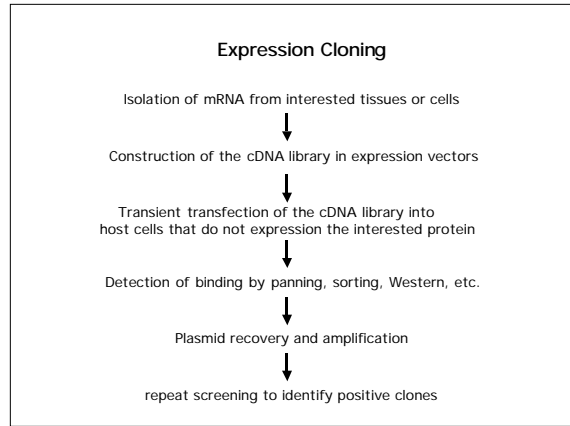 Expression Cloning
Isolation of mRNA from interested tissues or cells
Construction of the cDNA library in expression vectors
Transient transfection of the cDNA library into
host cells that do not expression the interested protein
Detection of binding by panning, sorting, Western, etc.
Plasmid recovery and amplification
repeat screening to identify positive clones